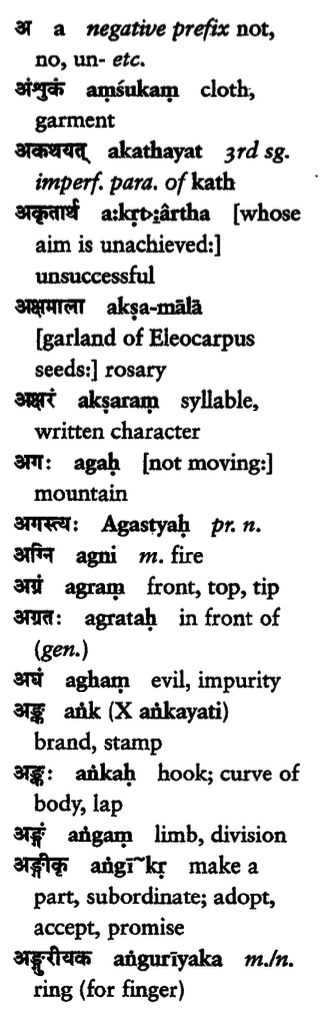 अ a negative prefix not,
no, un- etc.
अंशुकं aṃśukaṃ cloth,
garment
अकथयत् akathayat 3rd sg.
imperf. para. of kath
अकृतार्थ a:kṛt>:ârtha [whose
aim is unachieved:]
unsuccessful
अक्षमाला akṣa-mālā
[garland of Eleocarpus
seeds:] rosary
अक्षरं akṣaraṃ syllable,
written character
अगः agaḥ [not moving:]
mountain
अगस्त्यः Agastyaḥ pr. n.
अग्नि agni m. fire
अग्रं agraṃ front, top, tip
अग्रतः agrataḥ in front of
(gen.)
अघं aghaṃ evil, impurity
अङ्क aṅk (X aṅkayati)
brand, stamp
अङ्कः aṅkaḥ hook; curve of
body, lap
अङ्गं aṅgaṃ limb, division
अङ्गीकृ aṅgī~kṛ make a
part, subordinate; adopt,
accept, promise
अङ्गुरीयक aṅgurīyaka m./n.
ring (for finger)